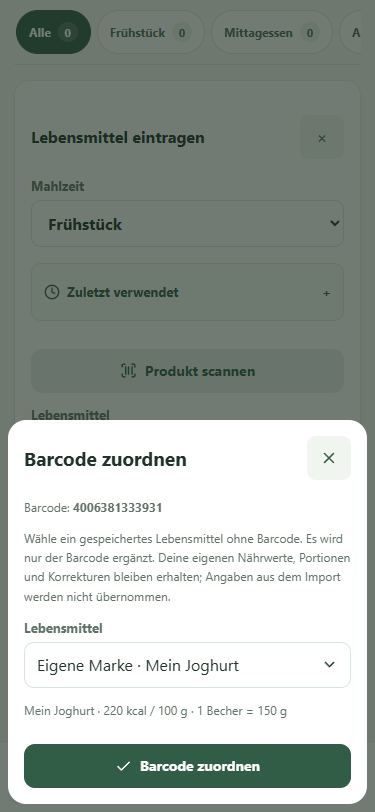 Alle 0 Frühstück 0 Mittagessen 0 A
Lebensmittel eintragen ×
Mahlzeit
Frühstück
Zuletzt verwendet +
Produkt scannen
Lebensmittel
Barcode zuordnen ×
Barcode: 4006381333931
Wähle ein gespeichertes Lebensmittel ohne Barcode. Es wird
nur der Barcode ergänzt. Deine eigenen Nährwerte, Portionen
und Korrekturen bleiben erhalten; Angaben aus dem Import
werden nicht übernommen.
Lebensmittel
Eigene Marke · Mein Joghurt
Mein Joghurt · 220 kcal / 100 g · 1 Becher = 150 g
Barcode zuordnen